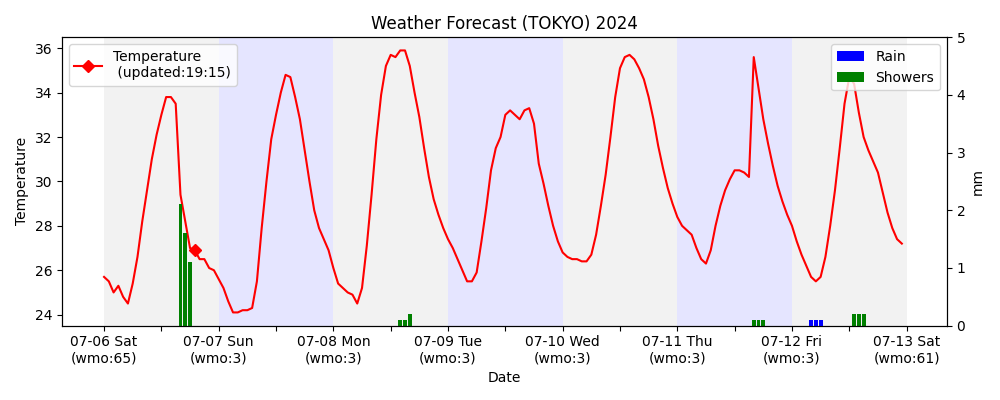 Weather Forecast (TOKYO) 2024
Temperature
(updated:19:15)
Rain
Showers
Temperature
36
34
32
30
28
26
24
5
4
3
2
1
0
mm
07-06 Sat
(wmo:65)
07-07 Sun
(wmo:3)
07-08 Mon
(wmo:3)
07-09 Tue
(wmo:3)
07-10 Wed
(wmo:3)
07-11 Thu
(wmo:3)
07-12 Fri
(wmo:3)
07-13 Sat
(wmo:61)
Date